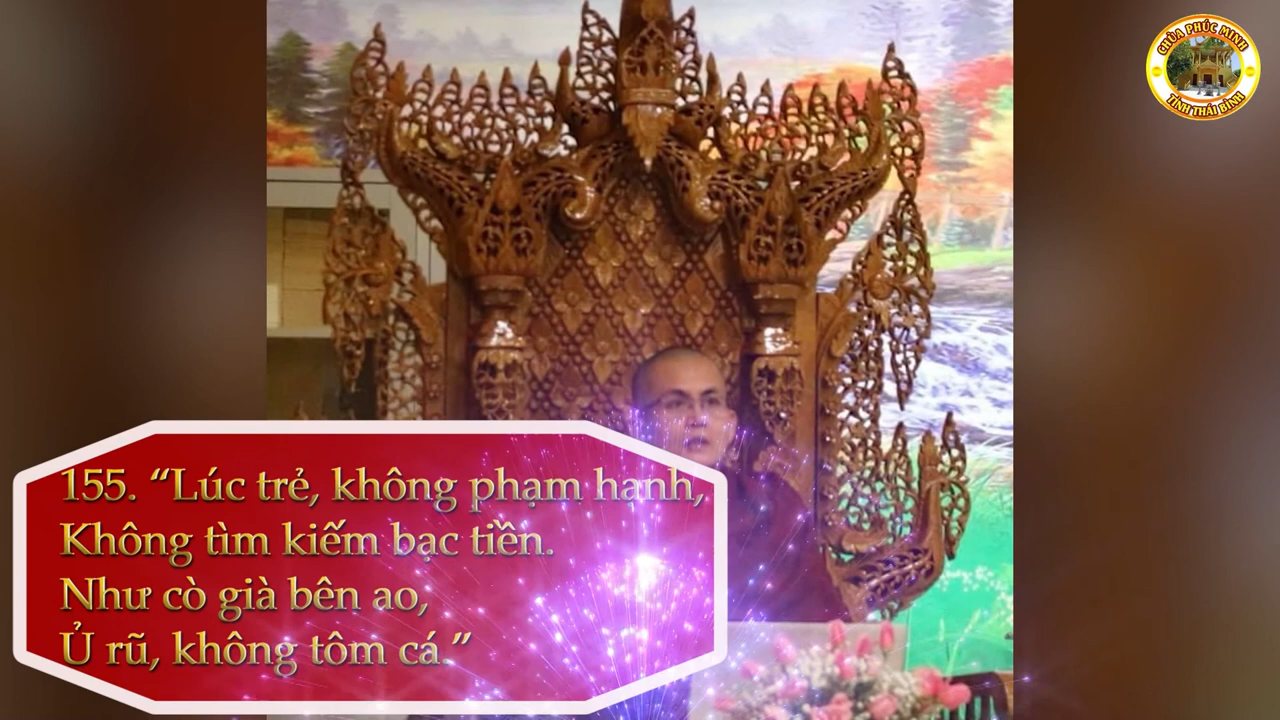 CHÙA PHÚC MINH
TỈNH THÁI BÌNH
155. “Lúc trẻ, không phạm hạnh,
Không tìm kiếm bạc tiền.
Như cò già bên ao,
Ủ rũ, không tôm cá.”